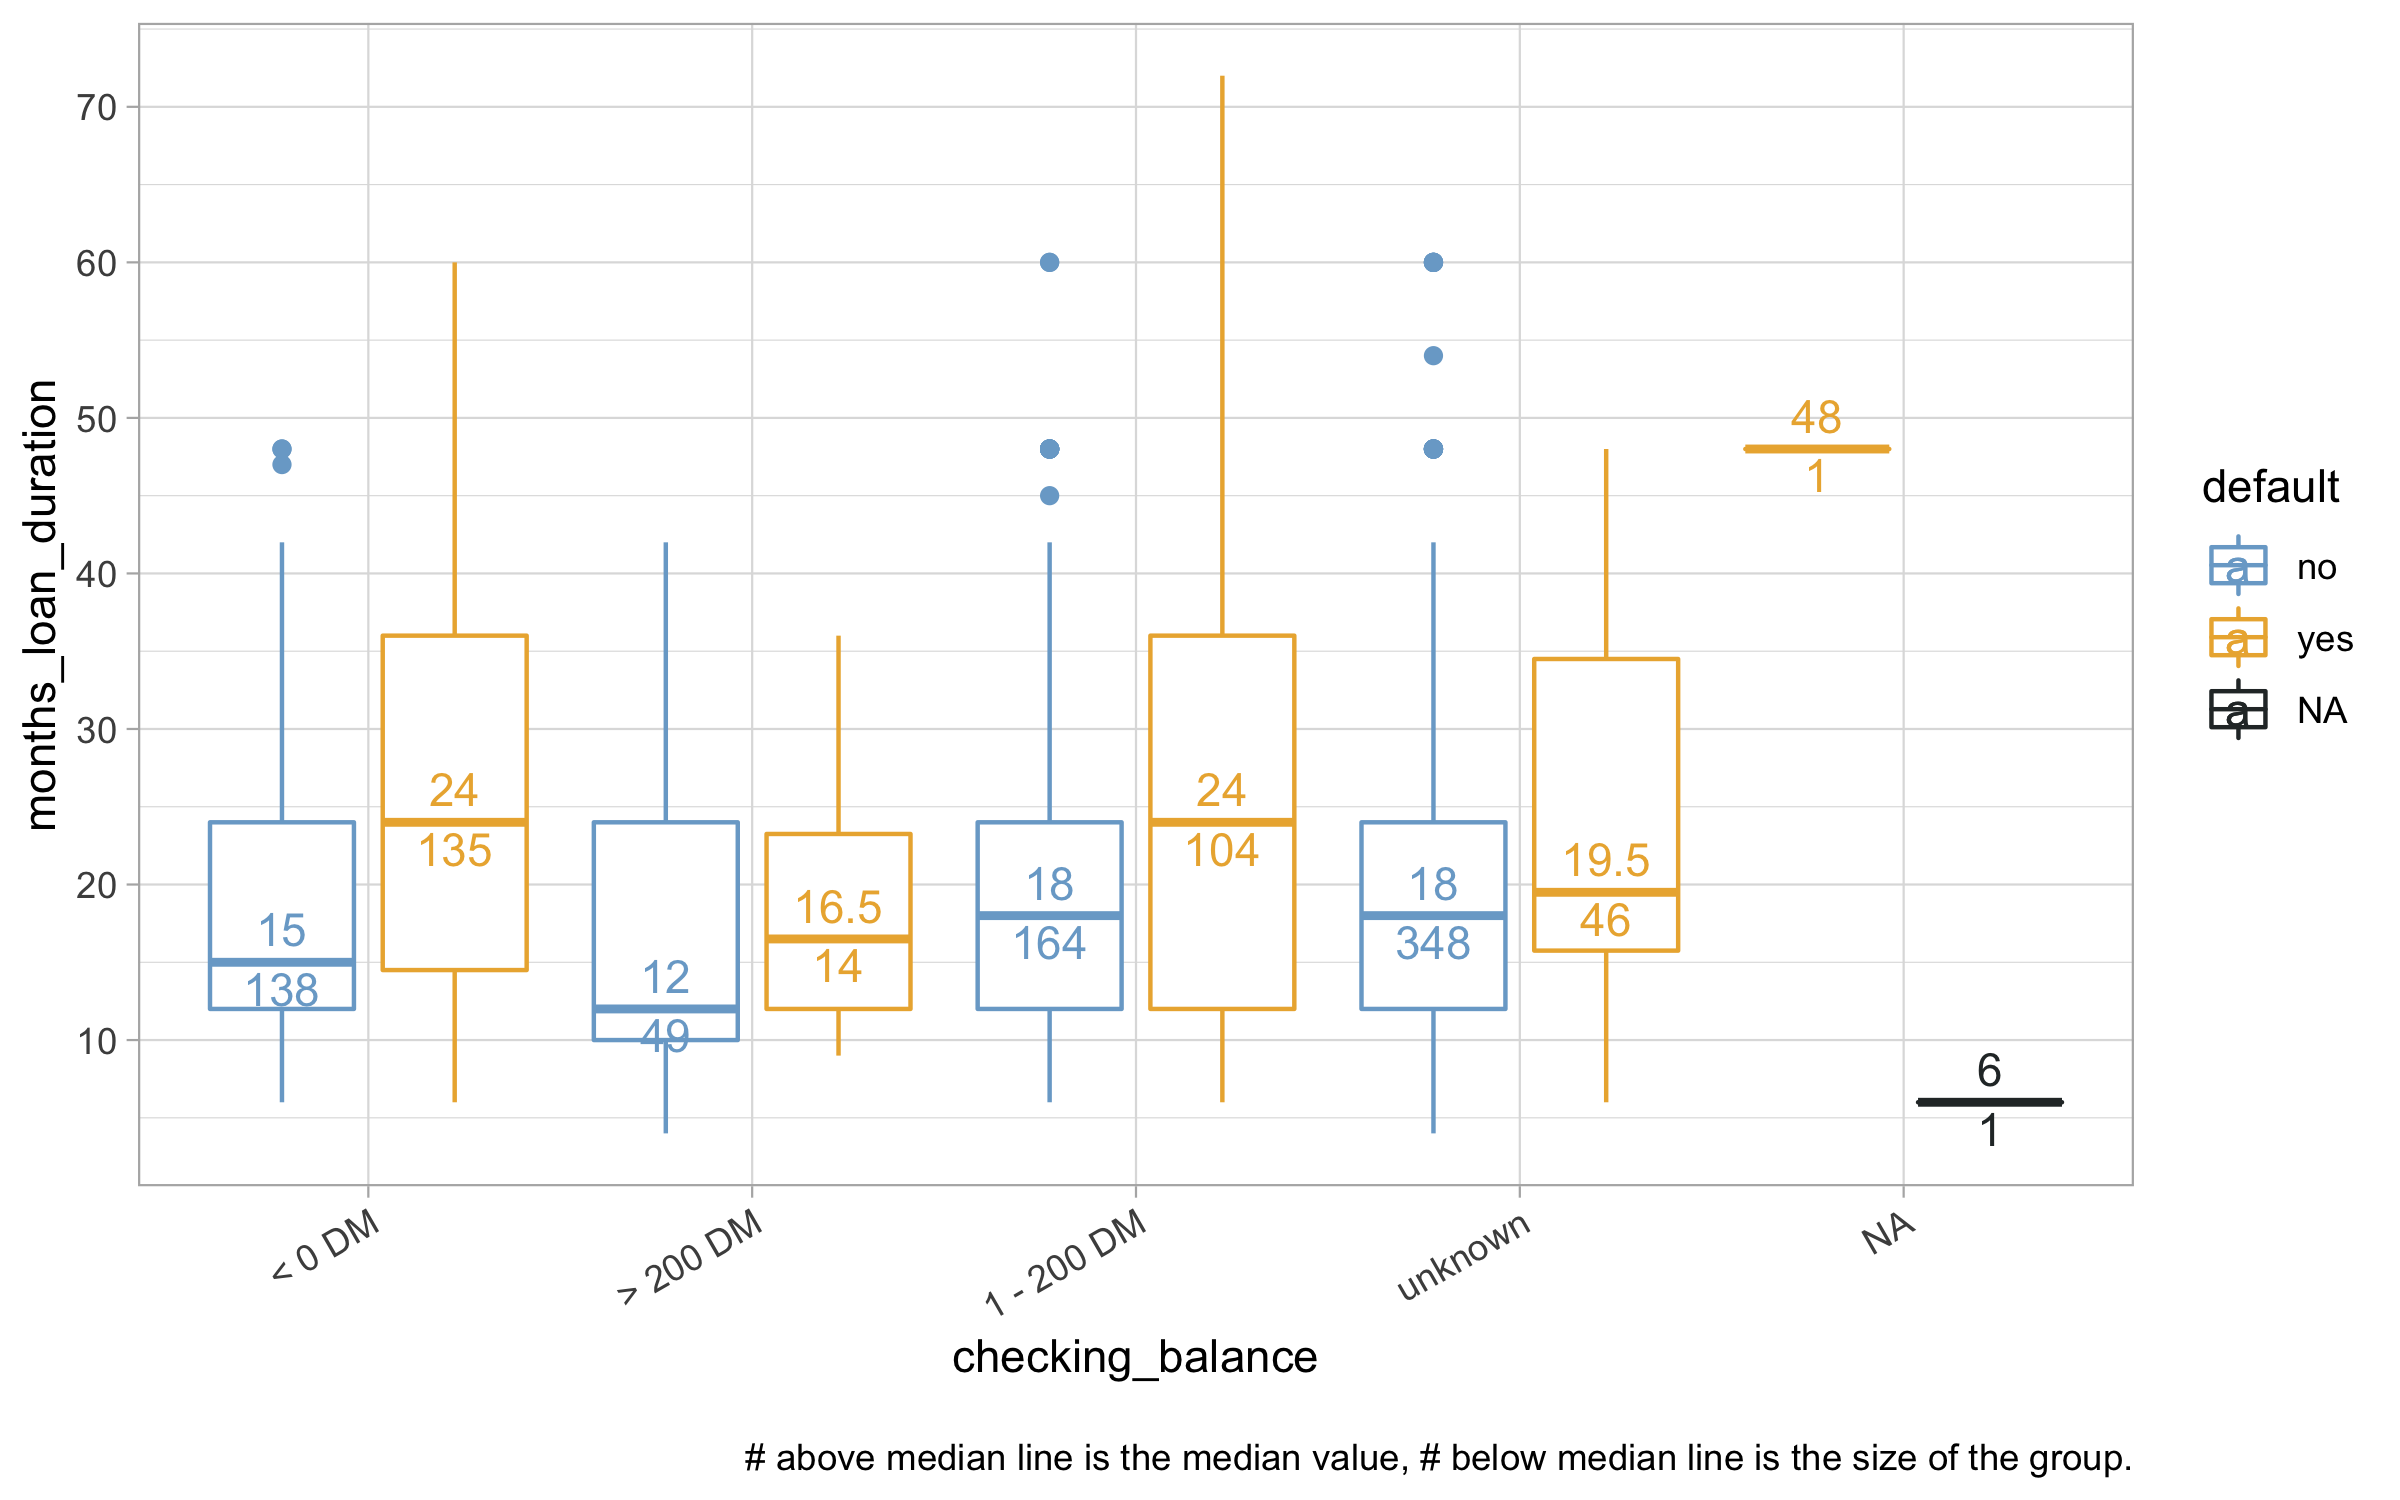 70
60
50
40
30
20
10
months_loan_duration
15
138
24
135
12
49
16.5
14
18
164
24
104
18
348
19.5
46
48
1
6
1
< 0 DM
> 200 DM
1 - 200 DM
unknown
NA
checking_balance
default
a no
a yes
a NA
# above median line is the median value, # below median line is the size of the group.